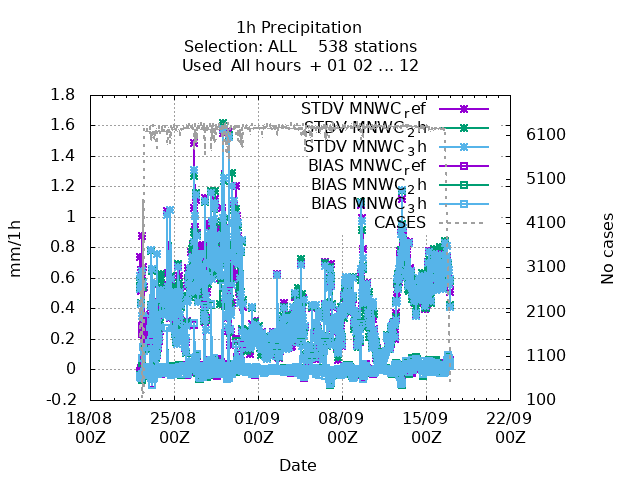 1h Precipitation
Selection: ALL 538 stations
Used All hours + 01 02 ... 12
STDV MNWC_ref
STDV MNWC_2h
STDV MNWC_3h
BIAS MNWC_ref
BIAS MNWC_2h
BIAS MNWC_3h
CASES
1.8
1.6
1.4
1.2
1
0.8
0.6
0.4
0.2
0
-0.2
mm/1h
6100
5100
4100
3100
2100
1100
100
No cases
18/08 25/08 01/09 08/09 15/09 22/09
00Z 00Z 00Z 00Z 00Z 00Z
Date